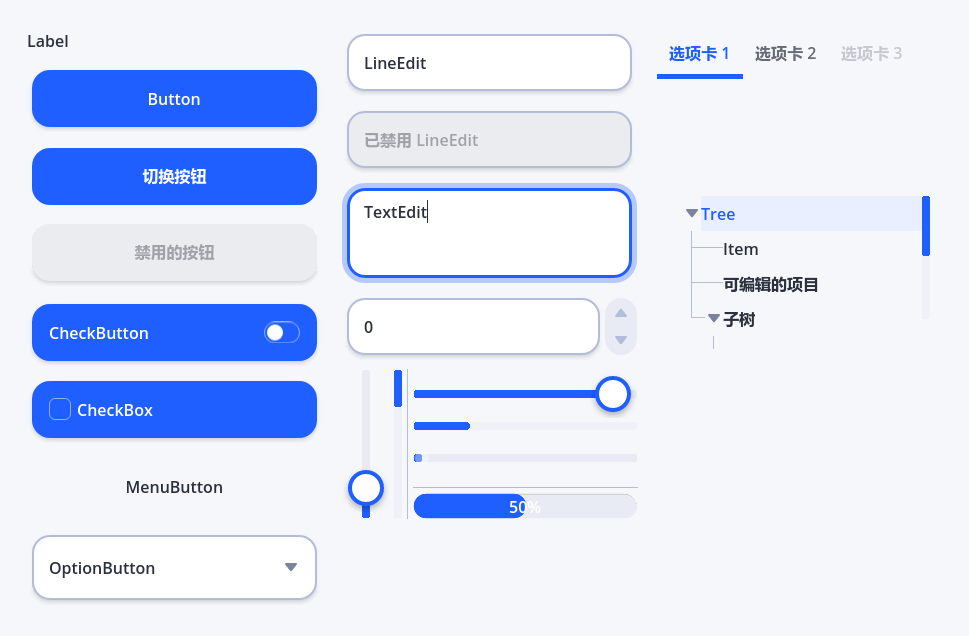 Label
Button
切换按钮
禁用的按钮
CheckButton
CheckBox
MenuButton
OptionButton
LineEdit
已禁用 LineEdit
TextEdit
0
50%
选项卡 1 选项卡 2 选项卡 3
Tree
Item
可编辑的项目
子树